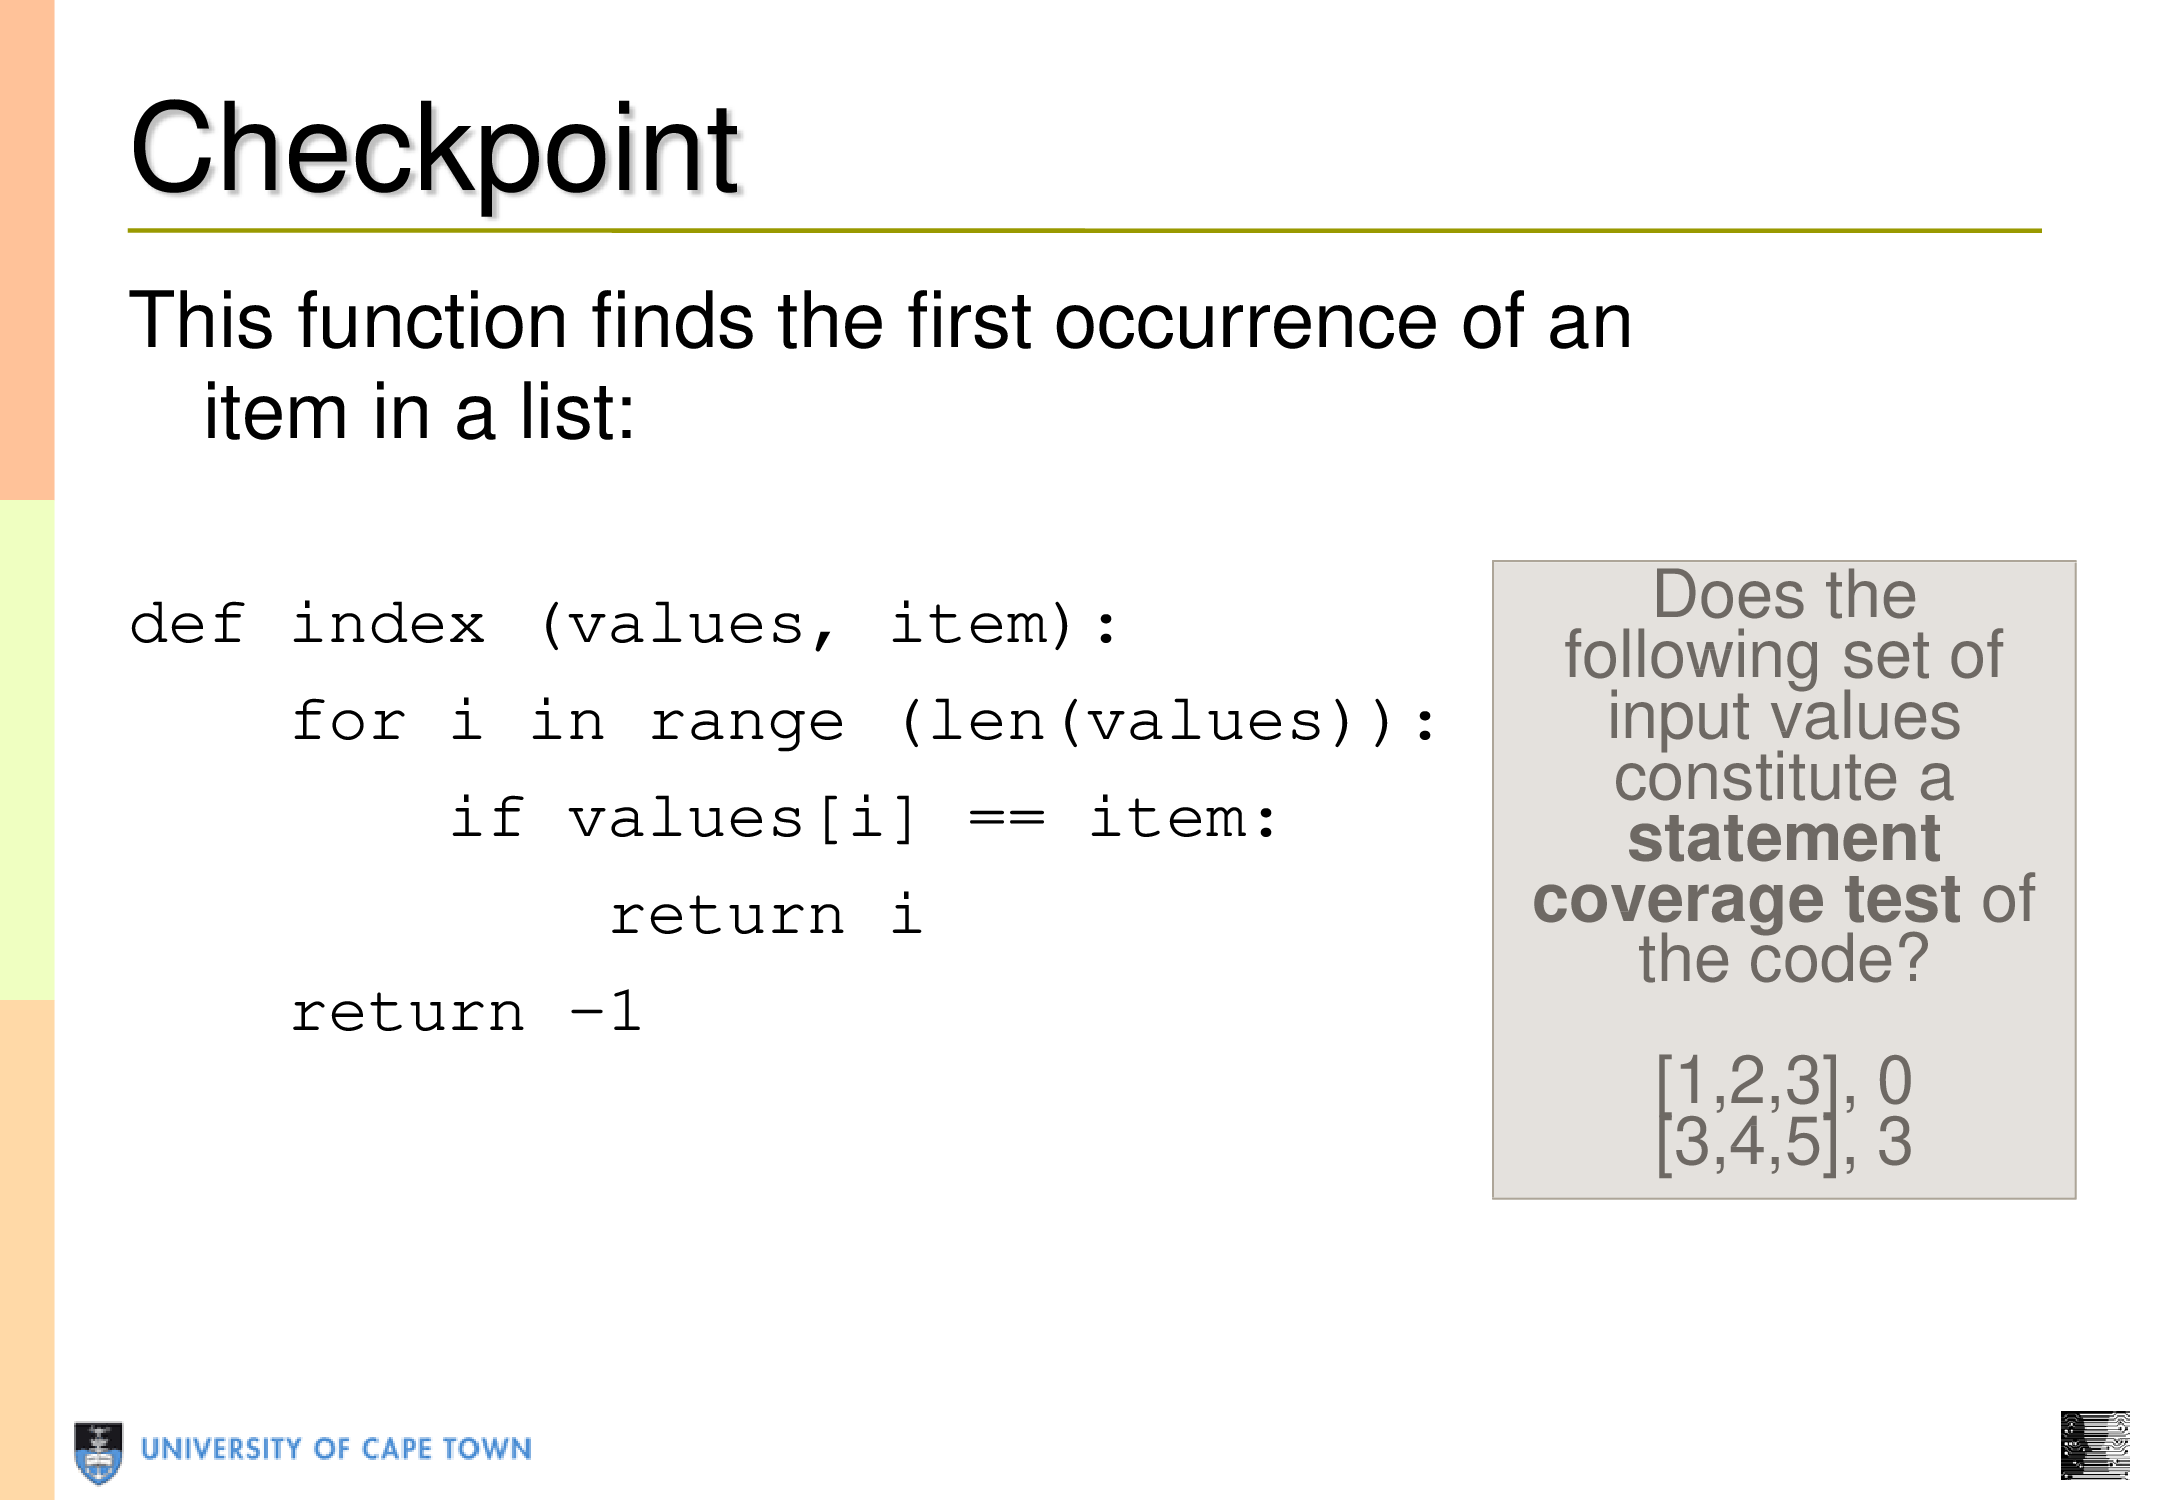 Checkpoint
This function finds the first occurrence of an
item in a list:
def index (values, item):
    for i in range (len(values)):
        if values[i] == item:
            return i
    return -1
Does the
following set of
input values
constitute a
statement
coverage test of
the code?
[1,2,3], 0
[3,4,5], 3
UNIVERSITY OF CAPE TOWN